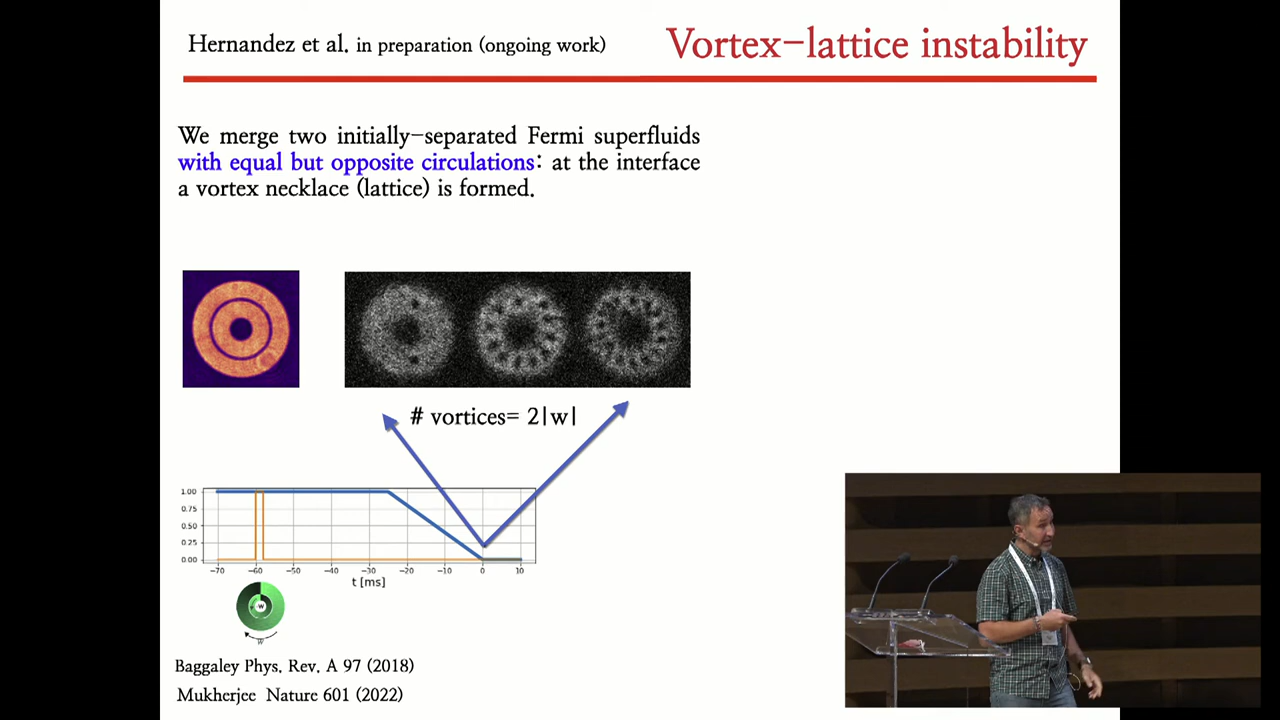 Hernandez et al. in preparation (ongoing work)
Vortex-lattice instability
We merge two initially-separated Fermi superfluids
with equal but opposite circulations: at the interface
a vortex necklace (lattice) is formed.
# vortices= 2|w|
1.00
0.75
0.50
0.25
0.00
−70 −60 −50 −40 −30 −20 −10 0 10
t [ms]
w
w
Baggaley Phys. Rev. A 97 (2018)
Mukherjee Nature 601 (2022)